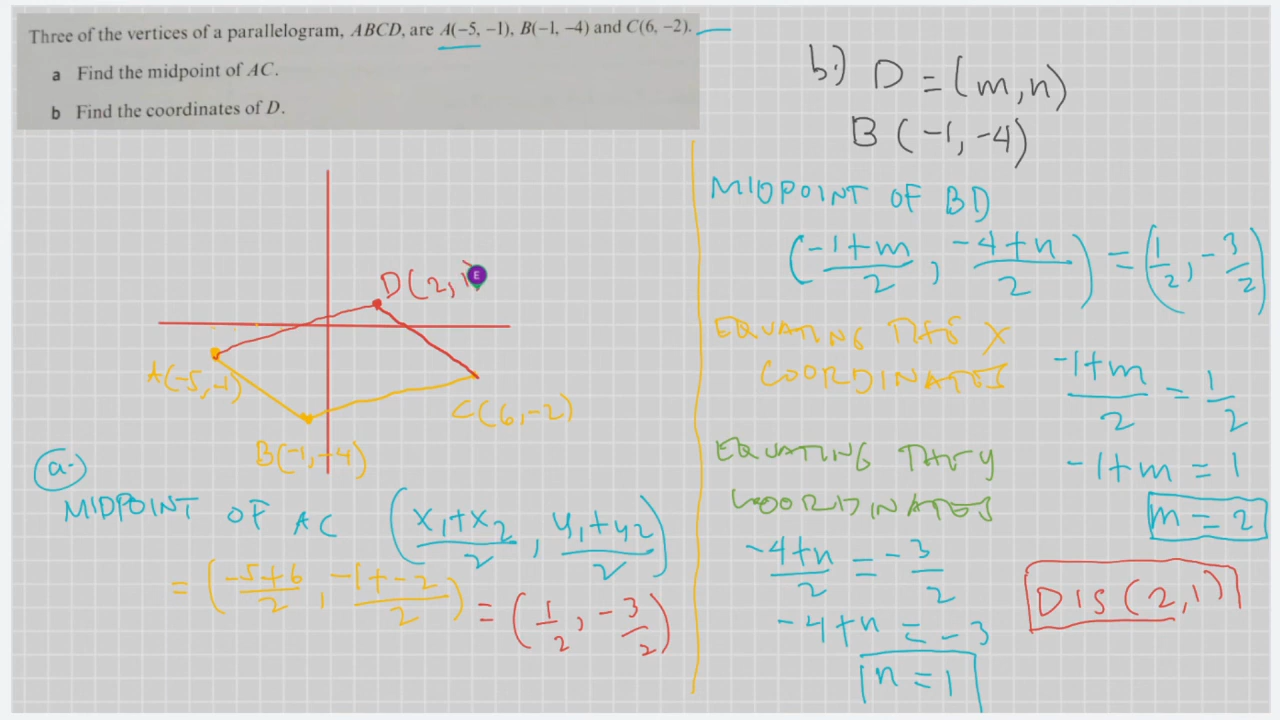 Three of the vertices of a parallelogram, ABCD, are A(−5, −1), B(−1, −4) and C(6, −2).
a Find the midpoint of AC.
b Find the coordinates of D.
D(2,1)
E
A(-5,-1)
C(6,-2)
B(-1,-4)
a.)
MIDPOINT OF AC (x₁+x₂/2, y₁+y₂/2)
= (-5+6/2, -1+-2/2) = (1/2, -3/2)
b.) D = (m,n)
B (-1,-4)
MIDPOINT OF BD
(-1+m/2, -4+n/2) = (1/2, -3/2)
EQUATING THE X
COORDINATES
-1+m/2 = 1/2
-1+m = 1
m = 2
EQUATING THE Y
COORDINATES
-4+n/2 = -3/2
-4+n = -3
n = 1
D IS (2,1)